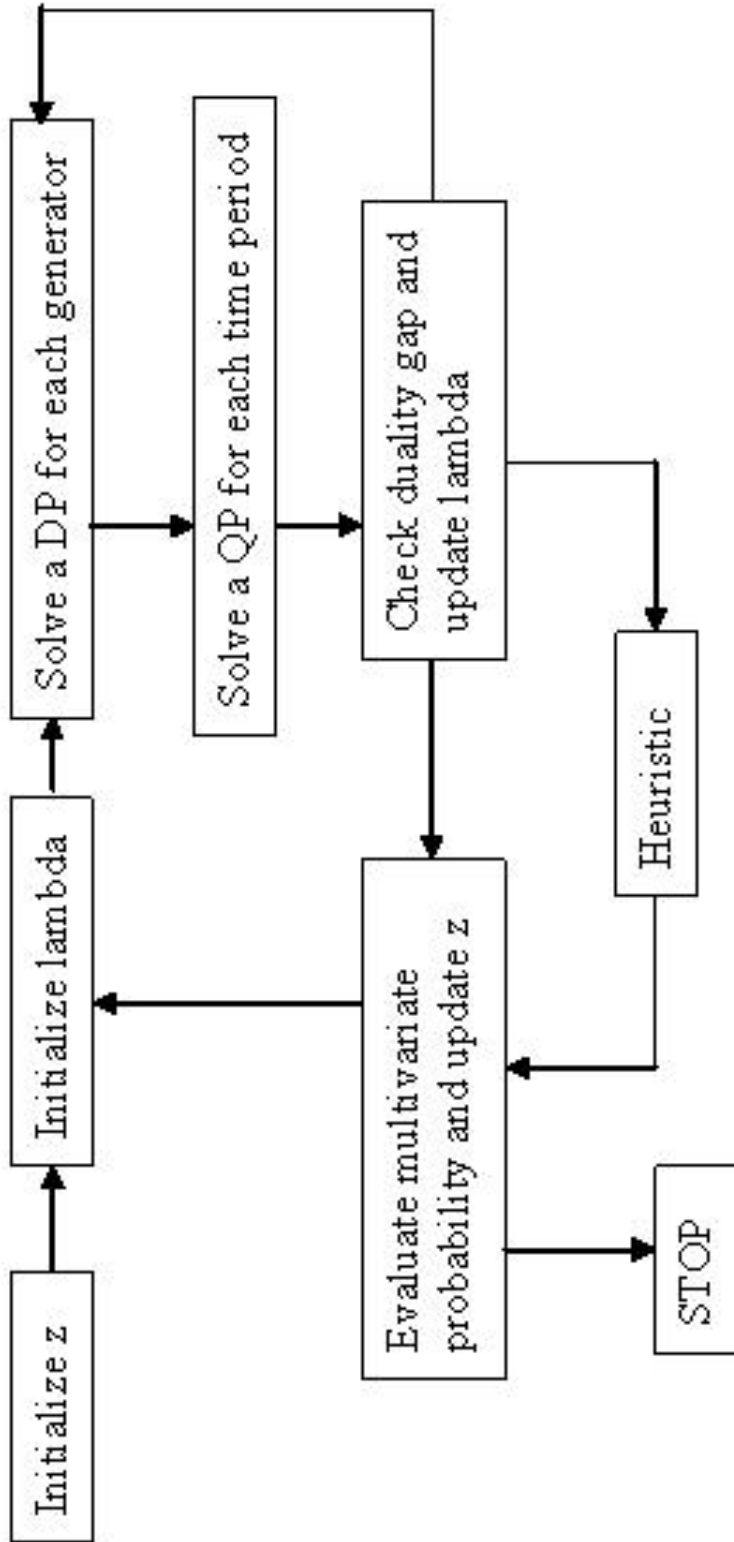 Initialize z
Initialize lambda
Solve a DP for each generator
Solve a QP for each time period
Check duality gap and
update lambda
Evaluate multivariate
probability and update z
Heuristic
STOP